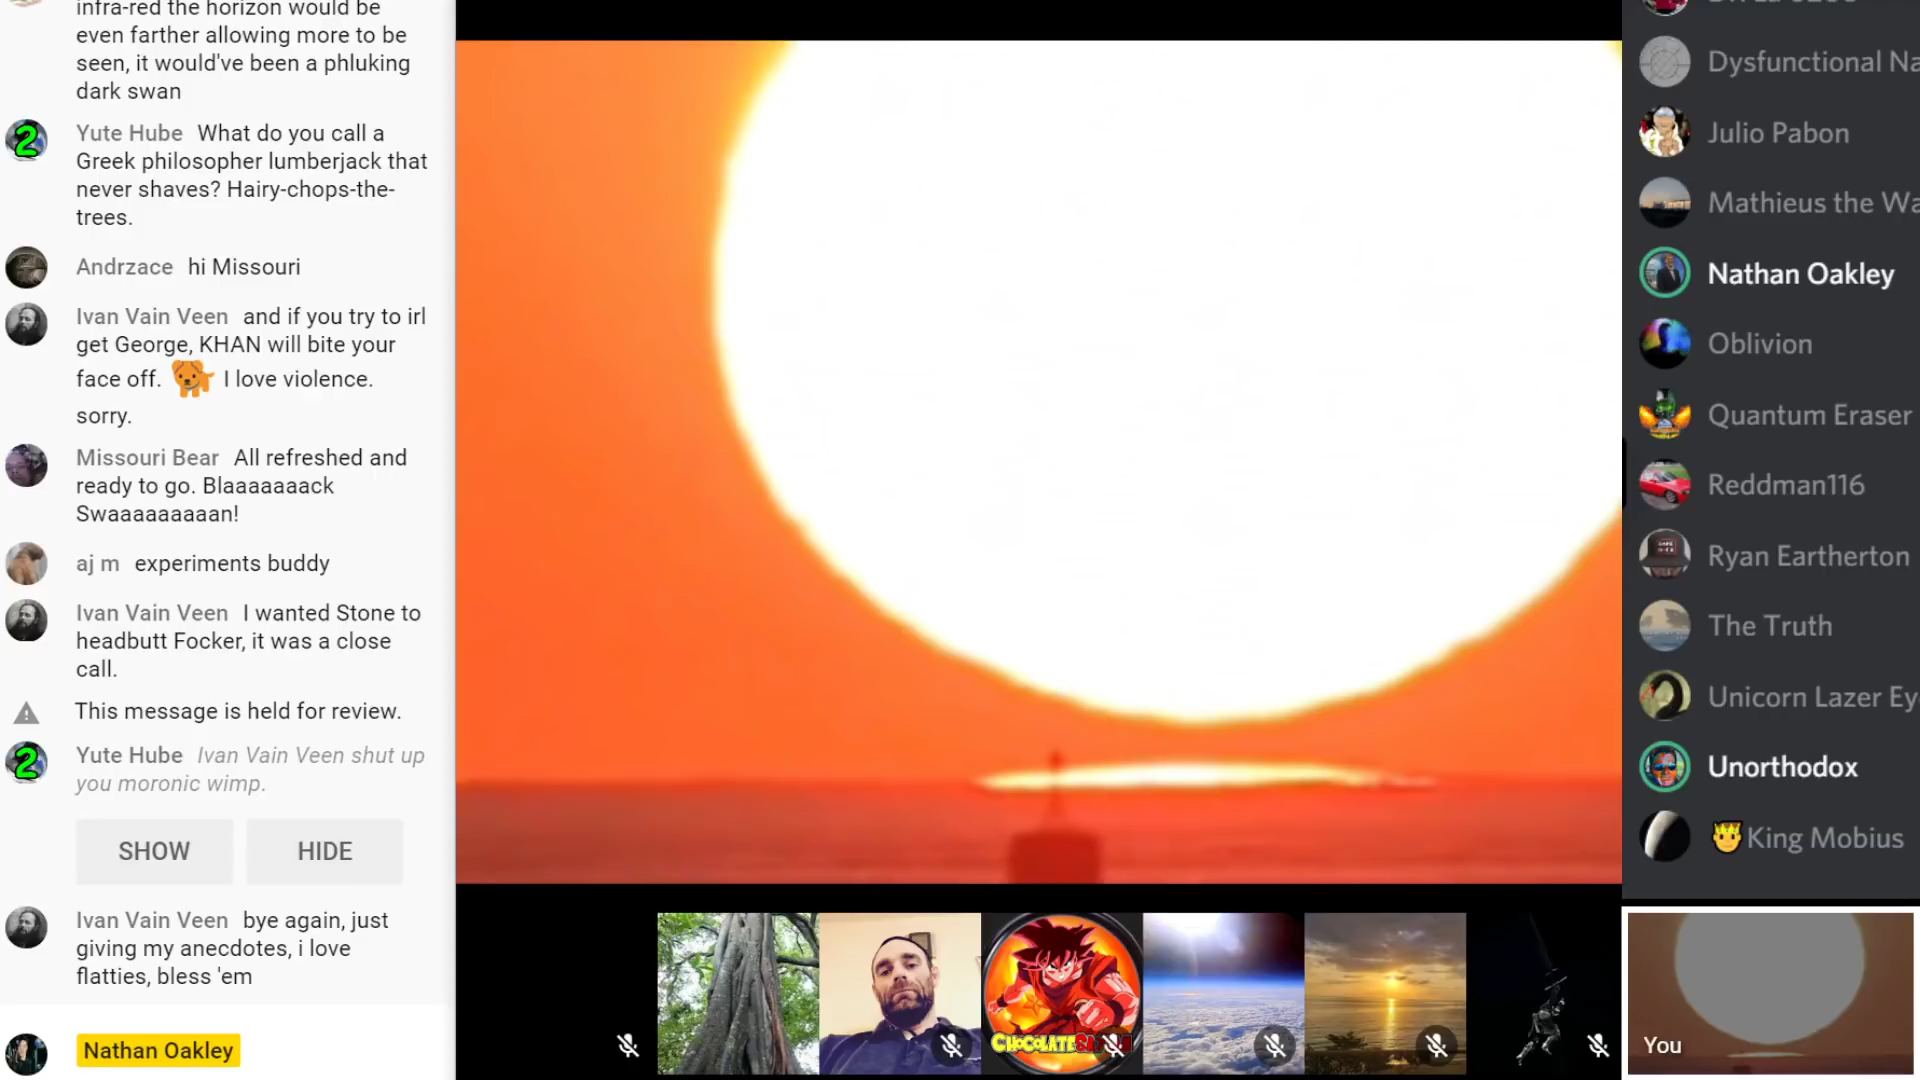 infra-red the horizon would be
even farther allowing more to be
seen, it would've been a phluking
dark swan
Yute Hube What do you call a
Greek philosopher lumberjack that
never shaves? Hairy-chops-the-
trees.
Andrzace hi Missouri
Ivan Vain Veen and if you try to irl
get George, KHAN will bite your
face off. I love violence.
sorry.
Missouri Bear All refreshed and
ready to go. Blaaaaaaack
Swaaaaaaaaan!
aj m experiments buddy
Ivan Vain Veen I wanted Stone to
headbutt Focker, it was a close
call.
This message is held for review.
Yute Hube Ivan Vain Veen shut up
you moronic wimp.
SHOW HIDE
Ivan Vain Veen bye again, just
giving my anecdotes, i love
flatties, bless 'em
Nathan Oakley
CHOCOLATE
Dysfunctional Na
Julio Pabon
Mathieus the Wa
Nathan Oakley
Oblivion
Quantum Eraser
Reddman116
Ryan Eartherton
The Truth
Unicorn Lazer Ey
Unorthodox
King Mobius
You